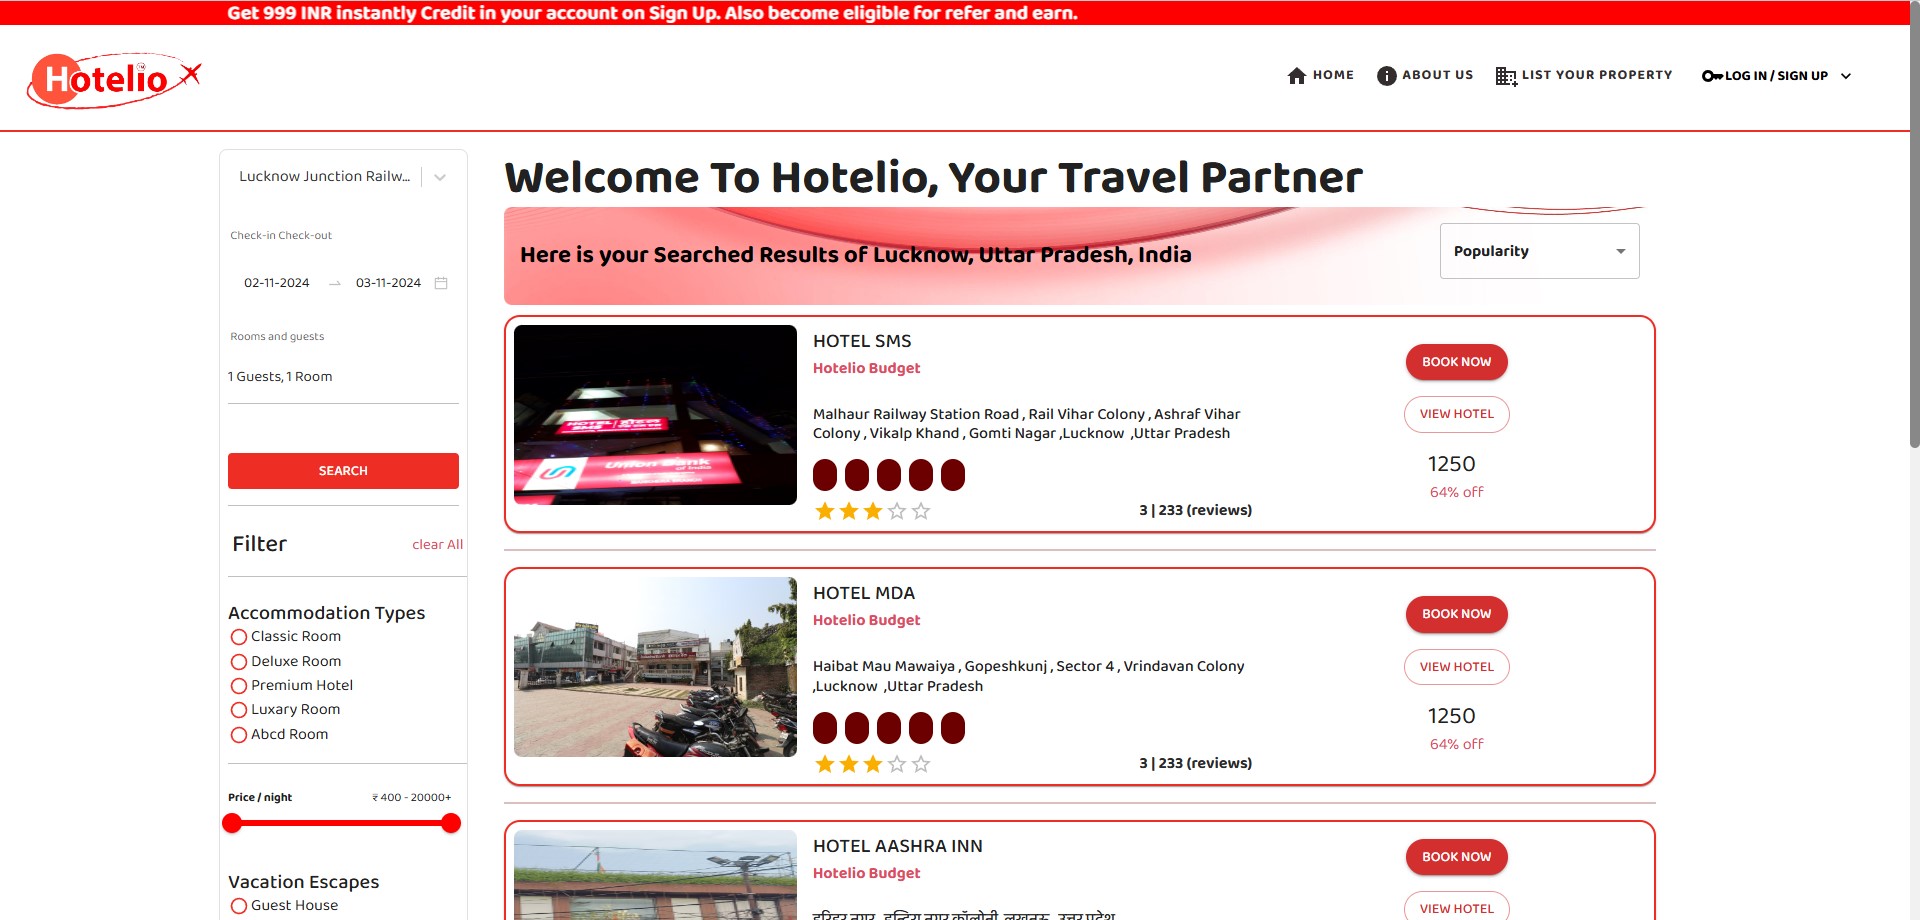 Get 999 INR instantly Credit in your account on Sign Up. Also become eligible for refer and earn.
Hotelio
HOME
ABOUT US
LIST YOUR PROPERTY
LOG IN / SIGN UP
Lucknow Junction Railw...
Check-in Check-out
02-11-2024
03-11-2024
Rooms and guests
1 Guests, 1 Room
SEARCH
Filter
clear All
Accommodation Types
Classic Room
Deluxe Room
Premium Hotel
Luxary Room
Abcd Room
Price / night
₹ 400 - 20000+
Vacation Escapes
Guest House
Welcome To Hotelio, Your Travel Partner
Here is your Searched Results of Lucknow, Uttar Pradesh, India
Popularity
HOTEL SMS
Hotelio Budget
Malhaur Railway Station Road , Rail Vihar Colony , Ashraf Vihar
Colony , Vikalp Khand , Gomti Nagar ,Lucknow ,Uttar Pradesh
3 | 233 (reviews)
BOOK NOW
VIEW HOTEL
1250
64% off
Union Bank
of India
HOTEL MDA
Hotelio Budget
Haibat Mau Mawaiya , Gopeshkunj , Sector 4 , Vrindavan Colony
,Lucknow ,Uttar Pradesh
3 | 233 (reviews)
BOOK NOW
VIEW HOTEL
1250
64% off
HOTEL AASHRA INN
Hotelio Budget
BOOK NOW
VIEW HOTEL